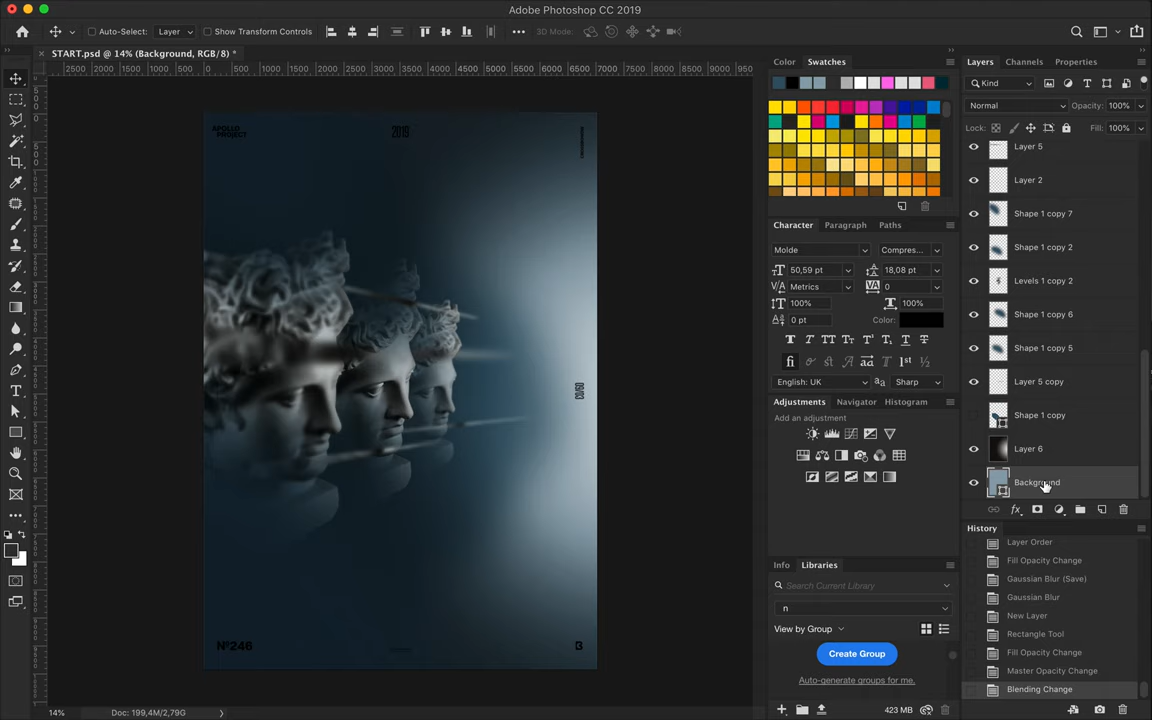 Adobe Photoshop CC 2019
Auto-Select:
Layer
Show Transform Controls
3D Mode:
START.psd @ 14% (Background, RGB/8) *
2500 2000 1500 1000 500 0 500 1000 1500 2000 2500 3000 3500 4000 4500 5000 5500 6000 6500 7000 7500 8000 8500 9000 950
Color
Swatches
Layers
Channels
Properties
Kind
Normal
Opacity: 100%
Lock:
Fill: 100%
Layer 5
Layer 2
Shape 1 copy 7
Shape 1 copy 2
Levels 1 copy 2
Shape 1 copy 6
Shape 1 copy 5
Layer 5 copy
Shape 1 copy
Layer 6
Background
fx
Character
Paragraph
Paths
Molde
Compres...
50,59 pt
18,08 pt
Metrics
0
100%
100%
0 pt
Color:
English: UK
Sharp
Adjustments
Navigator
Histogram
Add an adjustment
Info
Libraries
Search Current Library
n
View by Group
Create Group
Auto-generate groups for me.
423 MB
History
Layer Order
Fill Opacity Change
Gaussian Blur (Save)
Gaussian Blur
New Layer
Rectangle Tool
Fill Opacity Change
Master Opacity Change
Blending Change
APOLLO
PROJECT
2019
03/60
Nº246
14%
Doc: 199,4M/2,79G